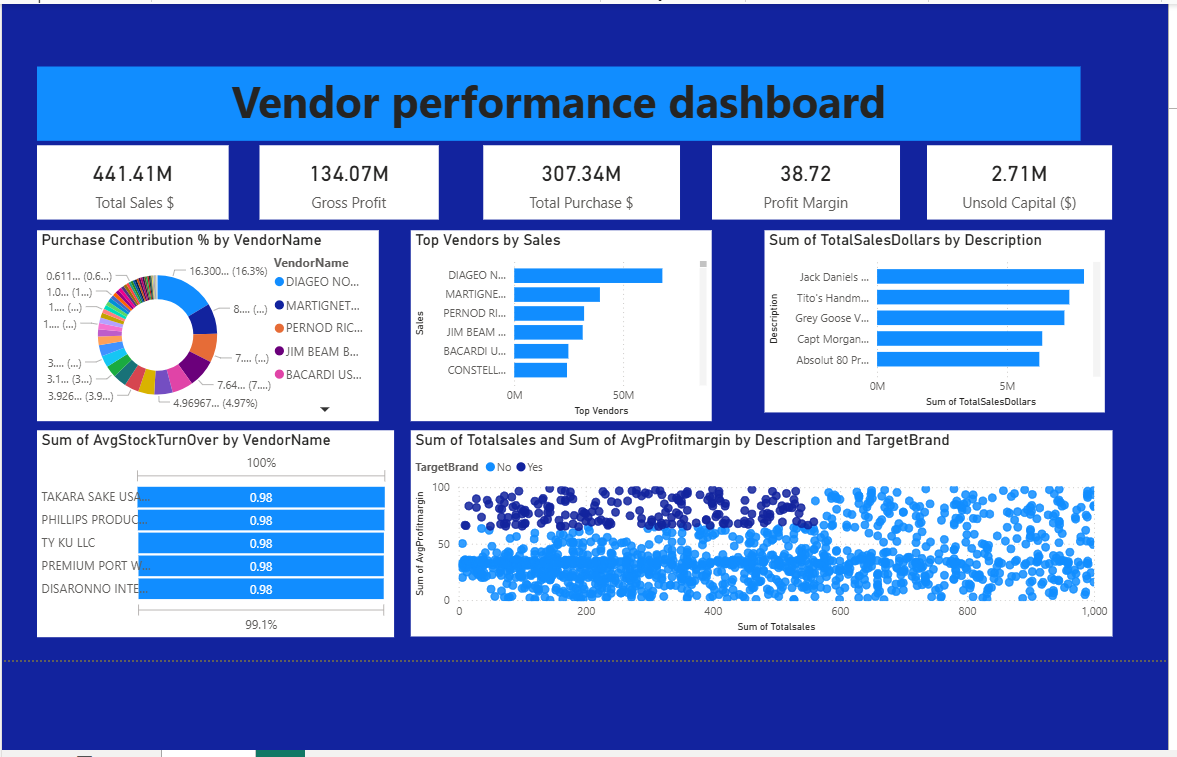 Vendor performance dashboard
441.41M
Total Sales $
134.07M
Gross Profit
307.34M
Total Purchase $
38.72
Profit Margin
2.71M
Unsold Capital ($)
Purchase Contribution % by VendorName
0.611... (0.6...)
1.0... (1...)
1.... (...)
1.... (...)
3.... (...)
3.1... (3...)
3.926... (3.9...)
16.300... (16.3%)
8.... (...)
7.... (...)
7.64... (7....)
4.96967... (4.97%)
VendorName
DIAGEO NO...
MARTIGNET...
PERNOD RIC...
JIM BEAM B...
BACARDI US...
Top Vendors by Sales
Sales
DIAGEO N...
MARTIGNE...
PERNOD RI...
JIM BEAM ...
BACARDI U...
CONSTELL...
0M
50M
Top Vendors
Sum of TotalSalesDollars by Description
Description
Jack Daniels ...
Tito's Handm...
Grey Goose V...
Capt Morgan...
Absolut 80 Pr...
0M
5M
Sum of TotalSalesDollars
Sum of AvgStockTurnOver by VendorName
100%
TAKARA SAKE USA... 0.98
PHILLIPS PRODUC... 0.98
TY KU LLC 0.98
PREMIUM PORT W... 0.98
DISARONNO INTE... 0.98
99.1%
Sum of Totalsales and Sum of AvgProfitmargin by Description and TargetBrand
TargetBrand No Yes
Sum of AvgProfitmargin
100
50
0
0 200 400 600 800 1,000
Sum of Totalsales